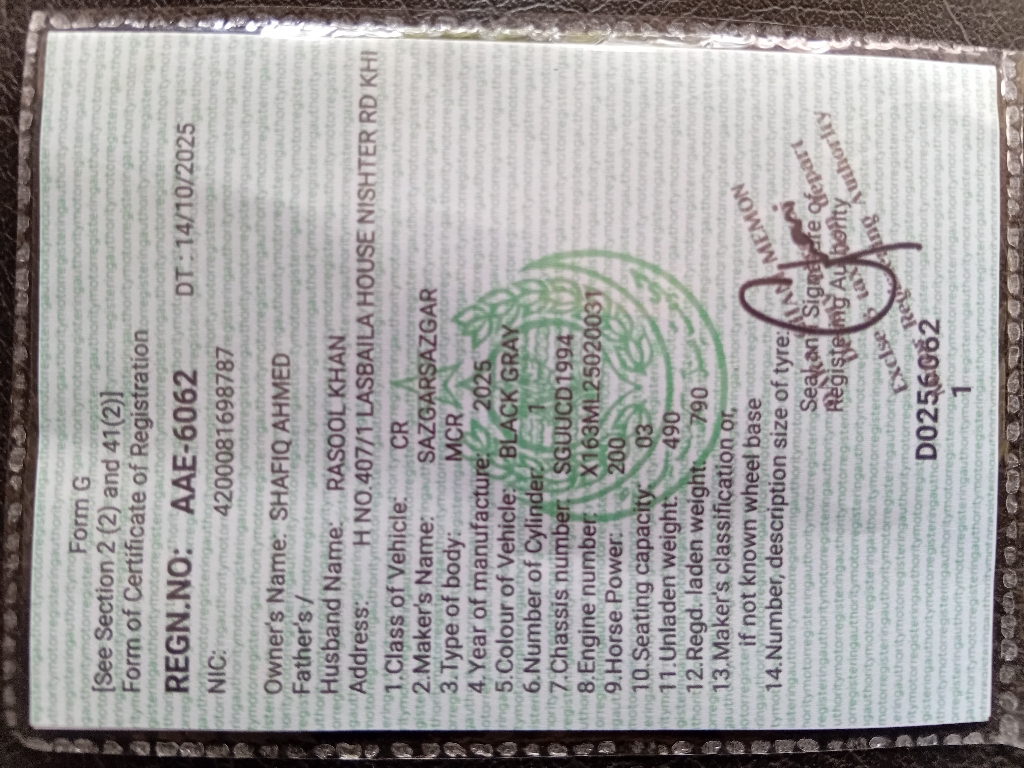 Form G
[See Section 2 (2) and 41(2)]
Form of Certificate of Registration
REGN.NO: AAE-6062 DT : 14/10/2025
NIC: 4200081698787
Owner's Name: SHAFIQ AHMED
Father's /
Husband Name: RASOOL KHAN
Address: H NO.407/1 LASBAILA HOUSE NISHTER RD KHI
1.Class of Vehicle: CR
2.Maker's Name: SAZGARSAZGAR
3.Type of body: MCR
4.Year of manufacture: 2025
5.Colour of Vehicle: BLACK GRAY
6.Number of Cylinder: 1
7.Chassis number: SGUUCD1994
8.Engine number: X163ML25020031
9.Horse Power: 200
10.Seating capacity: 03
11.Unladen weight: 490
12.Regd. laden weight: 790
13.Maker's classification or,
if not known wheel base
14.Number, description size of tyre:
Seal and Signature of
Registering Authority
MEMON
Excise & Taxation Depart
Registering Authority
D0256062
1